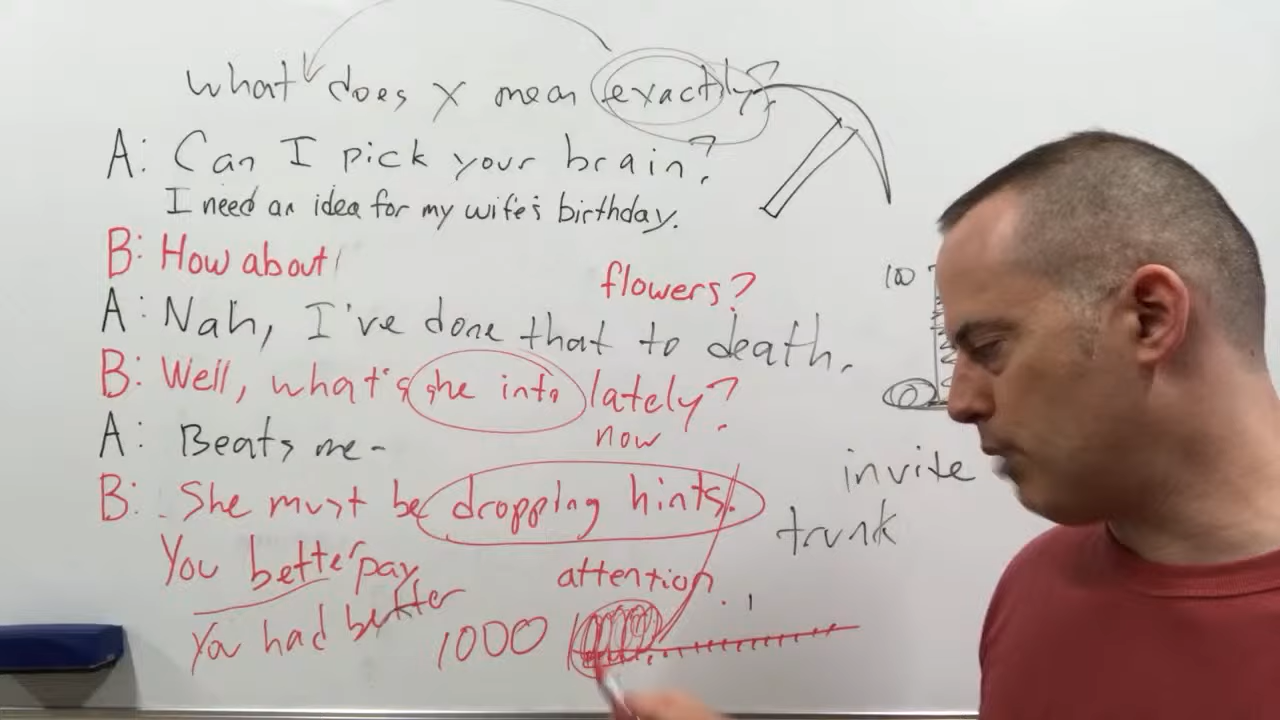 what does x mean exactly?
A: Can I pick your brain?
I need an idea for my wife's birthday.
B: How about
flowers?
A: Nah, I've done that to death.
B: Well, what's she into lately?
now
A: Beats me-
B: She must be dropping hints.
You better pay
attention.
You had better
1000
100
invite
trunk